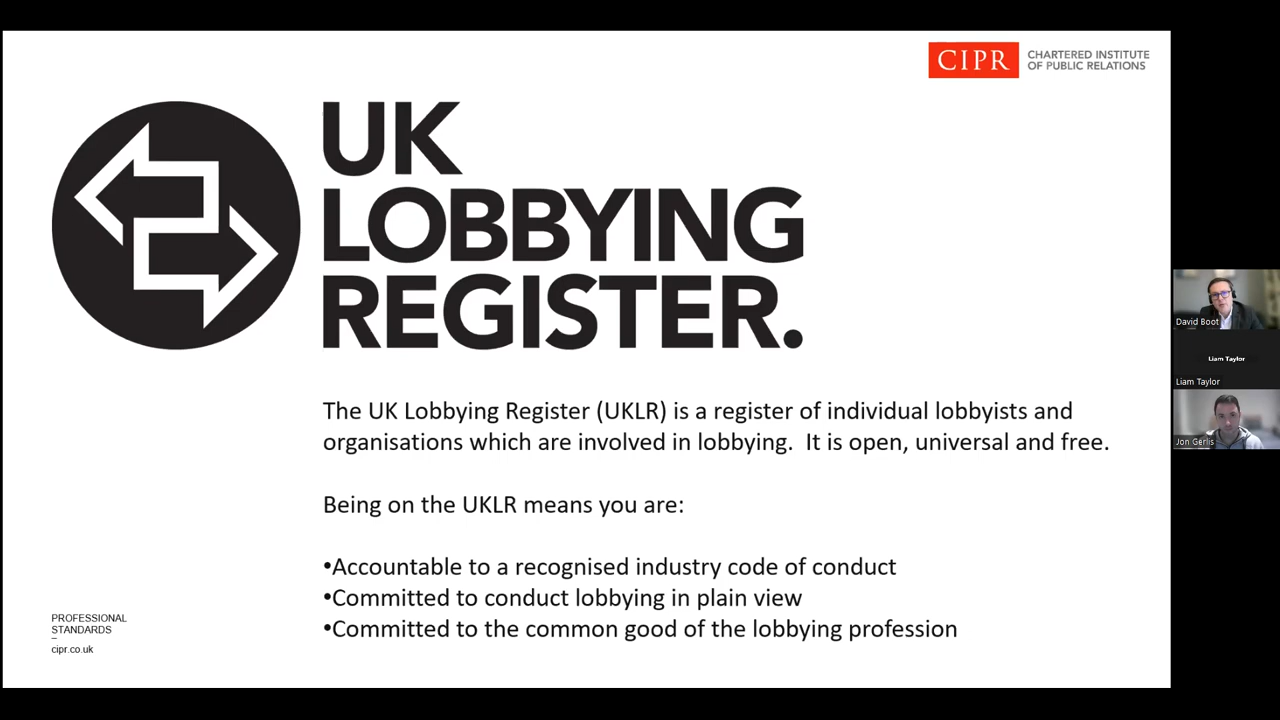 CIPR
CHARTERED INSTITUTE
OF PUBLIC RELATIONS
UK
LOBBYING
REGISTER.
The UK Lobbying Register (UKLR) is a register of individual lobbyists and
organisations which are involved in lobbying.  It is open, universal and free.
Being on the UKLR means you are:
•Accountable to a recognised industry code of conduct
•Committed to conduct lobbying in plain view
•Committed to the common good of the lobbying profession
PROFESSIONAL
STANDARDS
–
cipr.co.uk
David Boot
Liam Taylor
Liam Taylor
Jon Gerlis